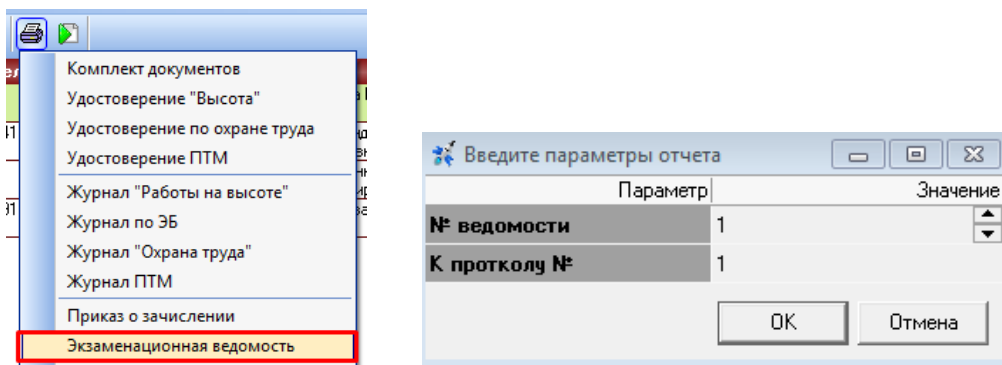 Комплект документов
Удостоверение "Высота"
Удостоверение по охране труда
Удостоверение ПТМ
Журнал "Работы на высоте"
Журнал по ЭБ
Журнал "Охрана труда"
Журнал ПТМ
Приказ о зачислении
Экзаменационная ведомость
Введите параметры отчета
Параметр Значение
№ ведомости 1
К протколу № 1
OK Отмена